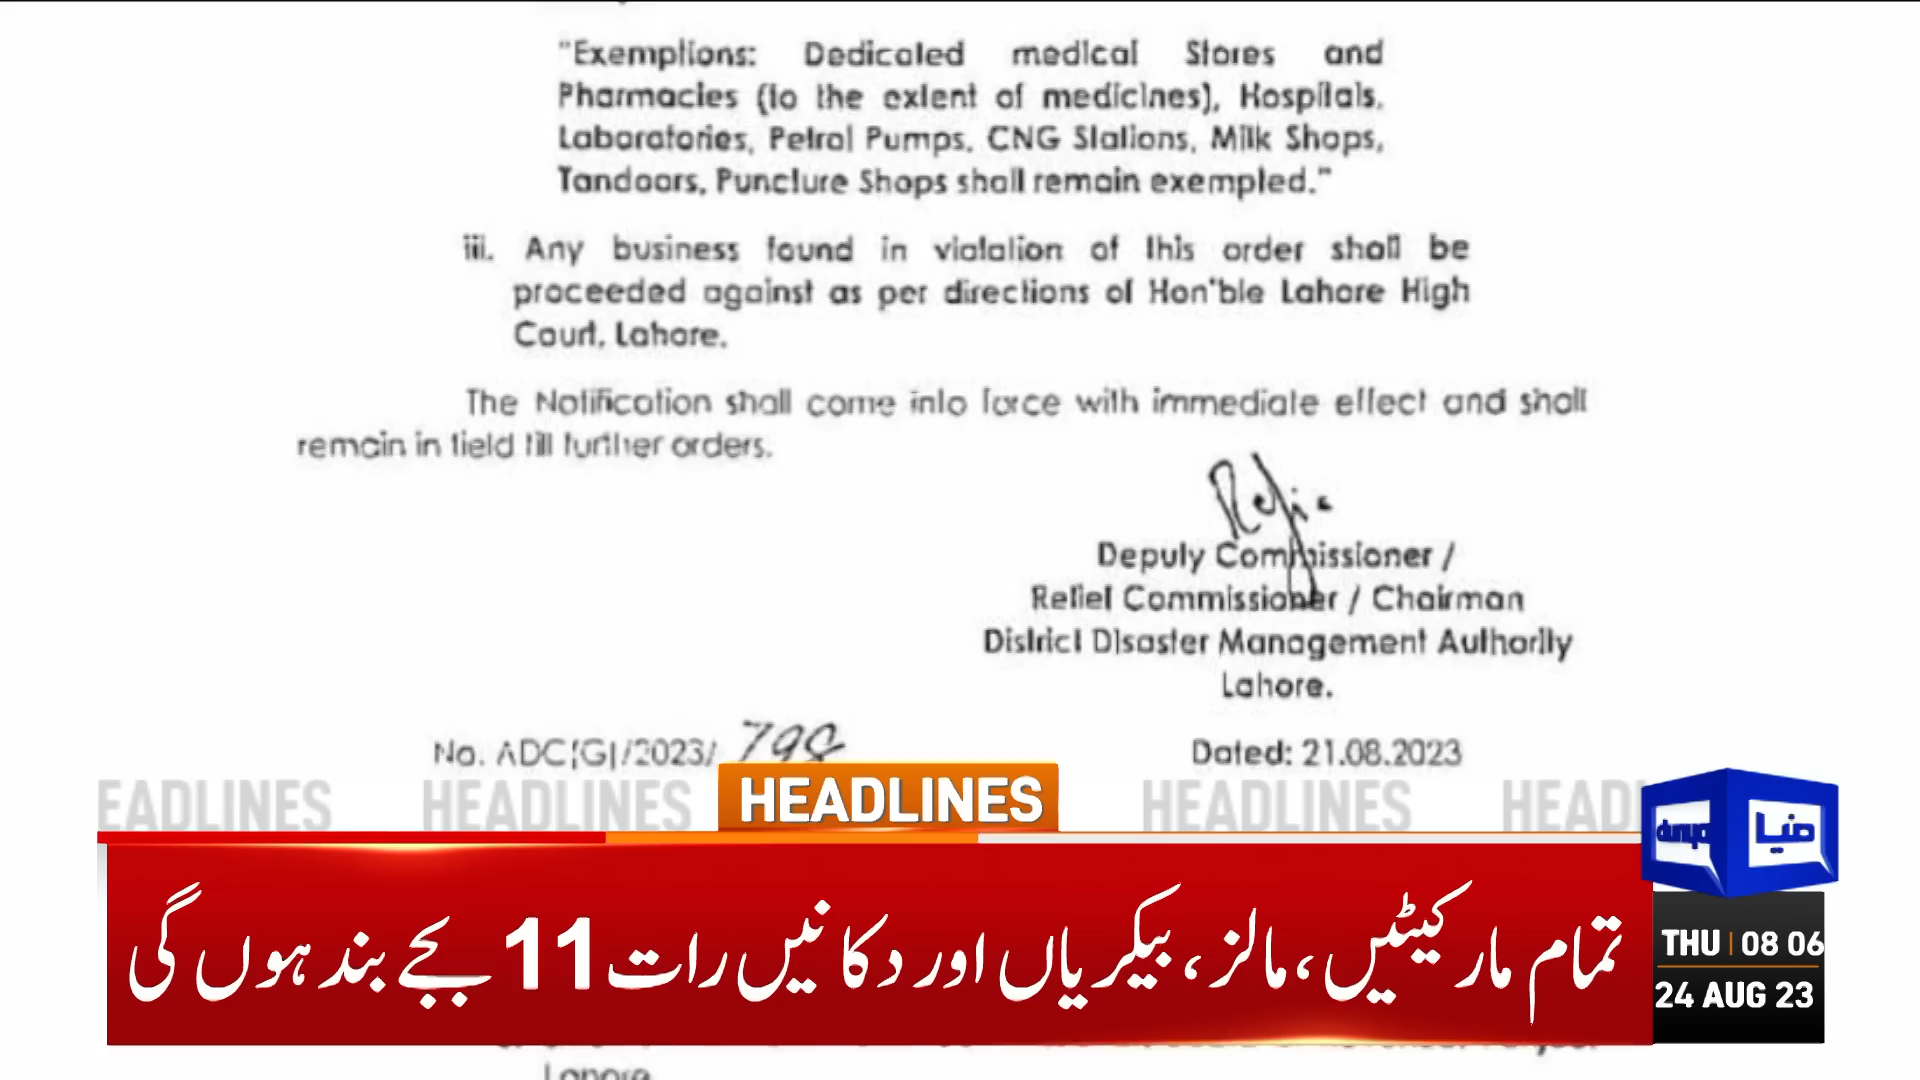 "Exemptions: Dedicated medical Stores and
Pharmacies (to the extent of medicines), Hospitals,
Laboratories, Petrol Pumps, CNG Stations, Milk Shops,
Tandoors, Puncture Shops shall remain exempted."
iii. Any business found in violation of this order shall be
proceeded against as per directions of Hon'ble Lahore High
Court, Lahore.
The Notification shall come into force with immediate effect and shall
remain in field till further orders.
Deputy Commissioner /
Relief Commissioner / Chairman
District Disaster Management Authority
Lahore.
No. ADC(G)/2023/ 798
Dated: 21.08.2023
EADLINES HEADLINES HEADLINES HEADLINES HEADL
dunya دنیا
تمام مارکیٹیں، مالز، بیکریاں اور دکانیں رات 11 بجے بند ہوں گی
THU 08 06
24 AUG 23
Lahore